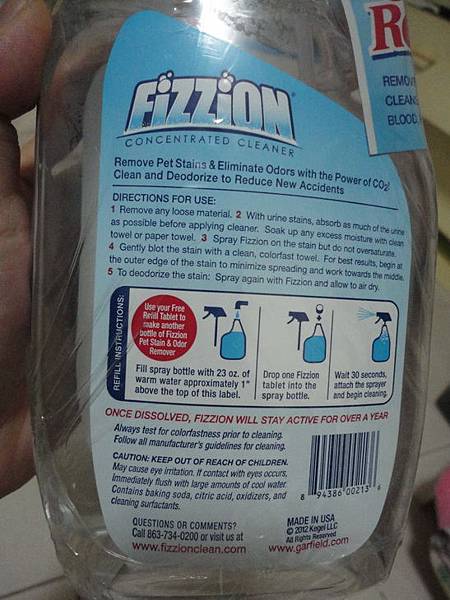 FiZZiON
CONCENTRATED CLEANER
Remove Pet Stains & Eliminate Odors with the Power of CO2!
Clean and Deodorize to Reduce New Accidents
DIRECTIONS FOR USE:
1 Remove any loose material. 2 With urine stains, absorb as much of the urine
as possible before applying cleaner. Soak up any excess moisture with clean
towel or paper towel. 3 Spray Fizzion on the stain but do not oversaturate.
4 Gently blot the stain with a clean, colorfast towel. For best results, begin at
the outer edge of the stain to minimize spreading and work towards the middle.
5 To deodorize the stain: Spray again with Fizzion and allow to air dry.
REFILL INSTRUCTIONS:
Use your Free
Refill Tablet to
make another
bottle of Fizzion
Pet Stain & Odor
Remover
Fill spray bottle with 23 oz. of
warm water approximately 1"
above the top of this label.
Drop one Fizzion
tablet into the
spray bottle.
Wait 30 seconds,
attach the sprayer
and begin cleaning.
ONCE DISSOLVED, FIZZION WILL STAY ACTIVE FOR OVER A YEAR
Always test for colorfastness prior to cleaning.
Follow all manufacturer's guidelines for cleaning.
CAUTION: KEEP OUT OF REACH OF CHILDREN.
May cause eye irritation. If contact with eyes occurs,
immediately flush with large amounts of cool water.
Contains baking soda, citric acid, oxidizers, and
cleaning surfactants.
8 94386 00213 6
QUESTIONS OR COMMENTS?
Call 863-734-0200 or visit us at
www.fizzionclean.com
MADE IN USA
© 2012 Kegel LLC
All Rights Reserved
www.garfield.com
CLEANS
BLOOD